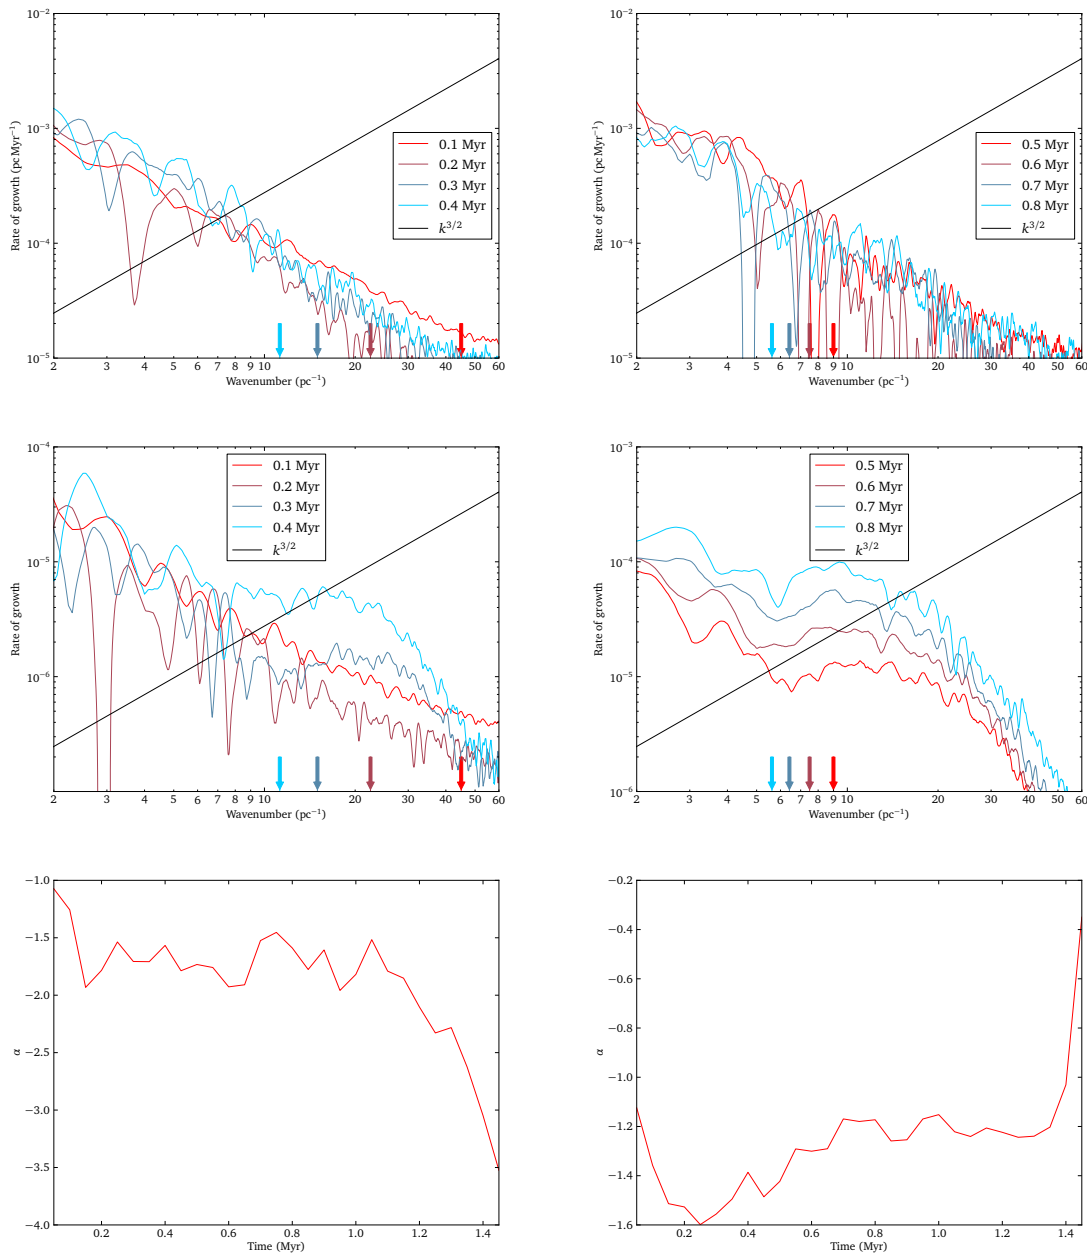 10⁻²
10⁻³
10⁻⁴
10⁻⁵
Rate of growth (pc Myr⁻¹)
0.1 Myr
0.2 Myr
0.3 Myr
0.4 Myr
k³/²
2 3 4 5 6 7 8 9 10 20 30 40 50 60
Wavenumber (pc⁻¹)
10⁻²
10⁻³
10⁻⁴
10⁻⁵
Rate of growth (pc Myr⁻¹)
0.5 Myr
0.6 Myr
0.7 Myr
0.8 Myr
k³/²
2 3 4 5 6 7 8 9 10 20 30 40 50 60
Wavenumber (pc⁻¹)
10⁻⁴
10⁻⁵
10⁻⁶
Rate of growth
0.1 Myr
0.2 Myr
0.3 Myr
0.4 Myr
k³/²
2 3 4 5 6 7 8 9 10 20 30 40 50 60
Wavenumber (pc⁻¹)
10⁻³
10⁻⁴
10⁻⁵
10⁻⁶
Rate of growth
0.5 Myr
0.6 Myr
0.7 Myr
0.8 Myr
k³/²
2 3 4 5 6 7 8 9 10 20 30 40 50 60
Wavenumber (pc⁻¹)
−1.0
−1.5
−2.0
−2.5
−3.0
−3.5
−4.0
α
0.2 0.4 0.6 0.8 1.0 1.2 1.4
Time (Myr)
−0.2
−0.4
−0.6
−0.8
−1.0
−1.2
−1.4
−1.6
α
0.2 0.4 0.6 0.8 1.0 1.2 1.4
Time (Myr)